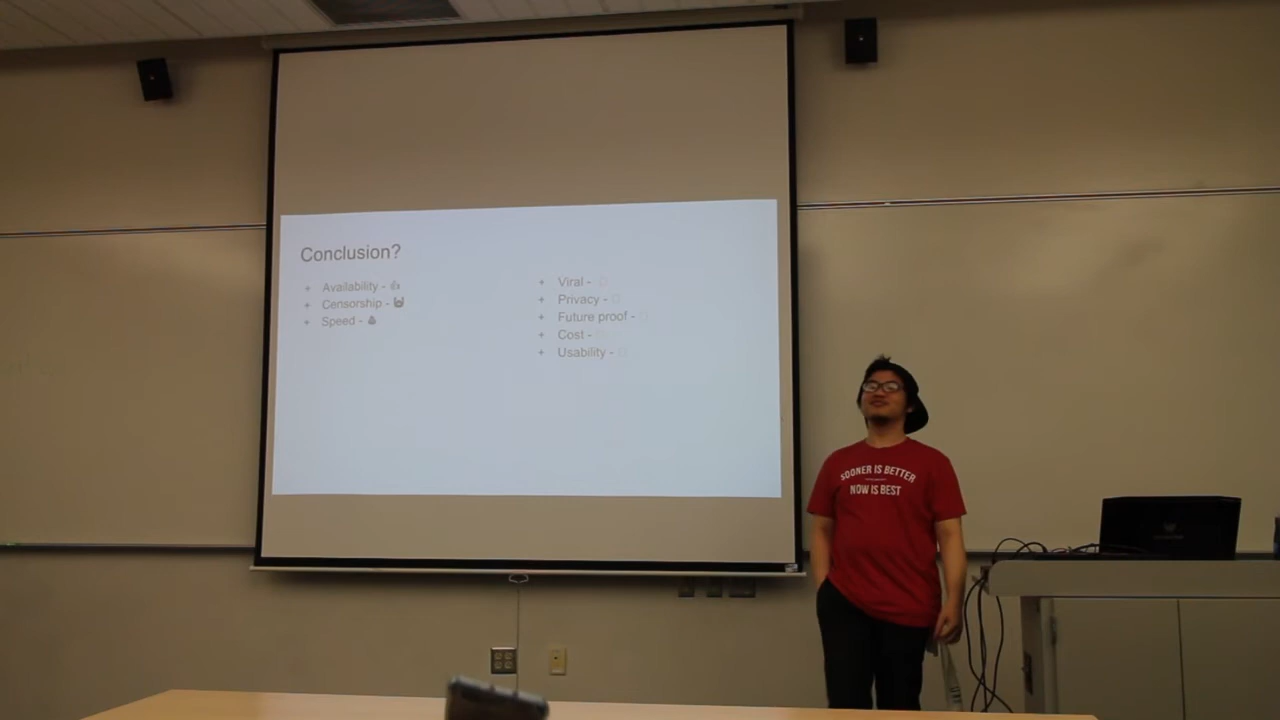 Conclusion?
+ Availability - 👍
+ Censorship -
+ Speed - 💩
+ Viral -
+ Privacy -
+ Future proof -
+ Cost -
+ Usability -
SOONER IS BETTER
NOW IS BEST